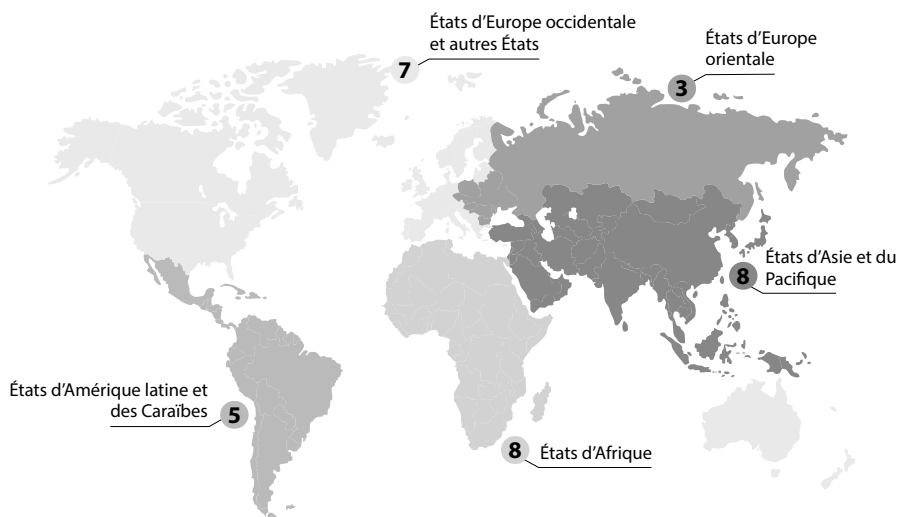 États d'Europe occidentale
et autres États
7
États d'Europe
orientale
3
États d'Asie et du
Pacifique
8
États d'Amérique latine et
des Caraïbes
5
8
États d'Afrique